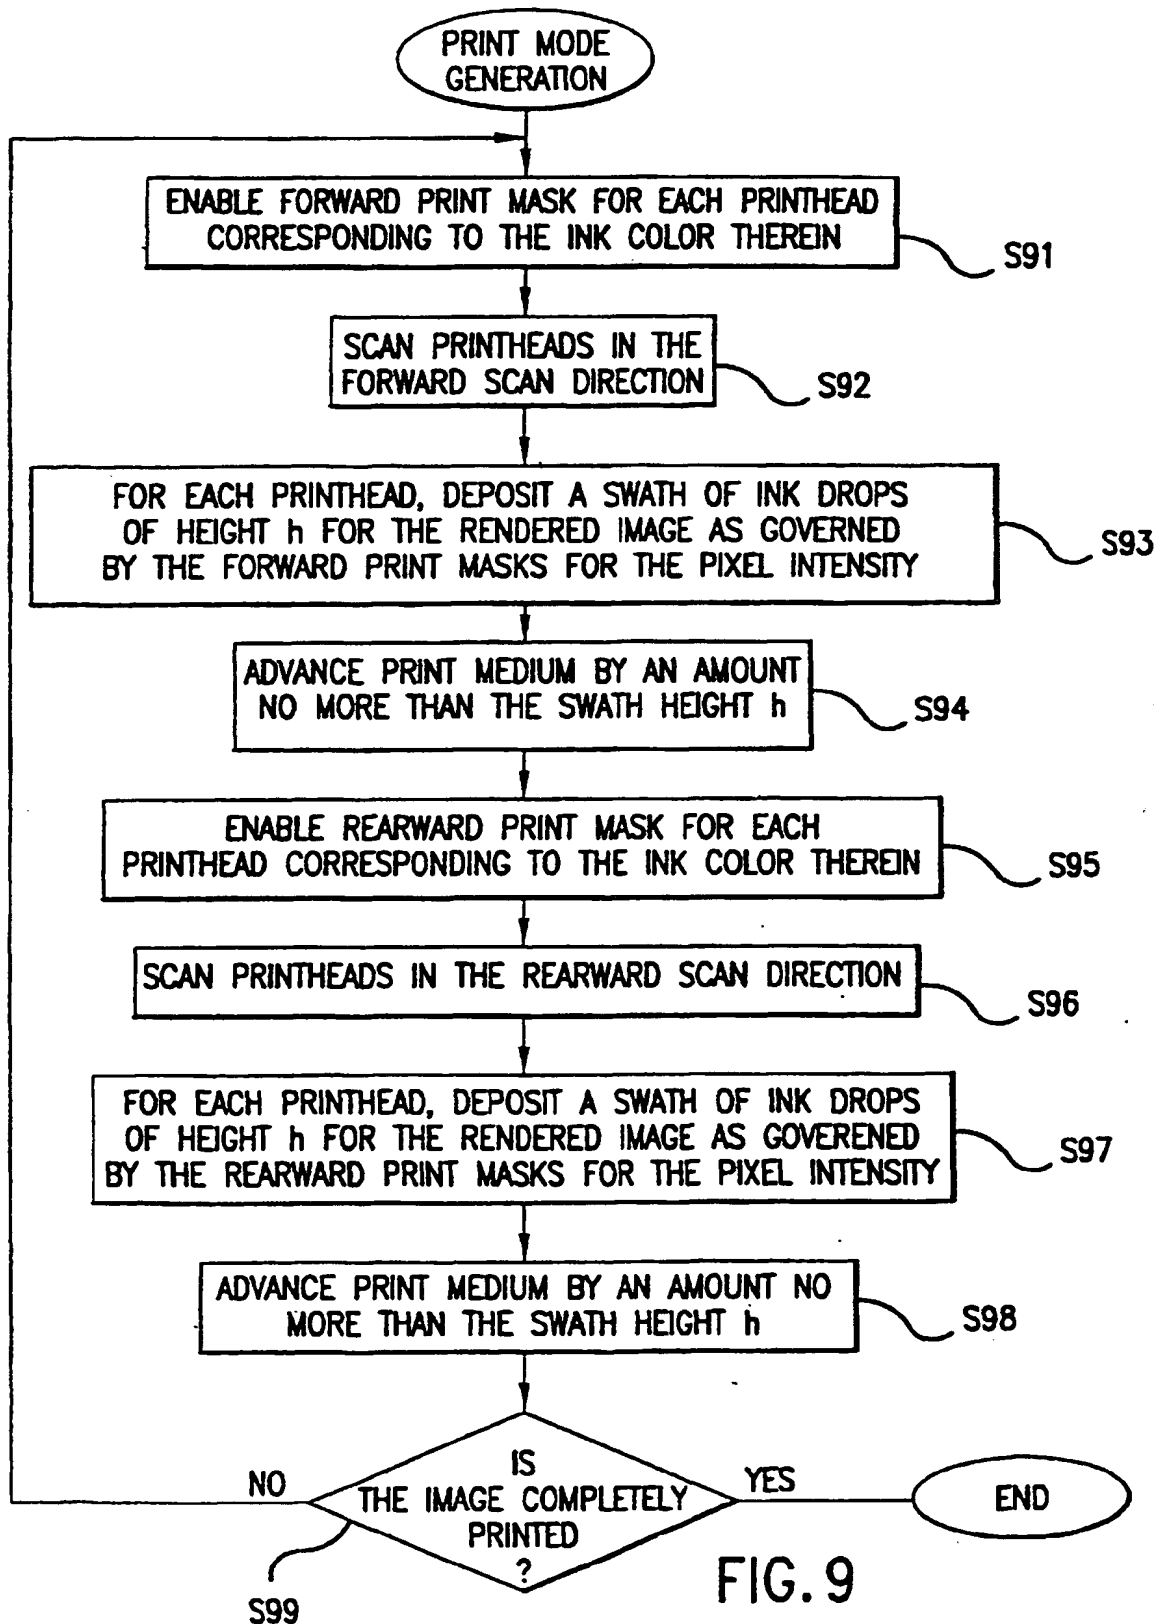 PRINT MODE
GENERATION
ENABLE FORWARD PRINT MASK FOR EACH PRINTHEAD
CORRESPONDING TO THE INK COLOR THEREIN
S91
SCAN PRINTHEADS IN THE
FORWARD SCAN DIRECTION
S92
FOR EACH PRINTHEAD, DEPOSIT A SWATH OF INK DROPS
OF HEIGHT h FOR THE RENDERED IMAGE AS GOVERNED
BY THE FORWARD PRINT MASKS FOR THE PIXEL INTENSITY
S93
ADVANCE PRINT MEDIUM BY AN AMOUNT
NO MORE THAN THE SWATH HEIGHT h
S94
ENABLE REARWARD PRINT MASK FOR EACH
PRINTHEAD CORRESPONDING TO THE INK COLOR THEREIN
S95
SCAN PRINTHEADS IN THE REARWARD SCAN DIRECTION
S96
FOR EACH PRINTHEAD, DEPOSIT A SWATH OF INK DROPS
OF HEIGHT h FOR THE RENDERED IMAGE AS GOVERENED
BY THE REARWARD PRINT MASKS FOR THE PIXEL INTENSITY
S97
ADVANCE PRINT MEDIUM BY AN AMOUNT NO
MORE THAN THE SWATH HEIGHT h
S98
IS
THE IMAGE COMPLETELY
PRINTED
?
NO
YES
END
S99
FIG. 9